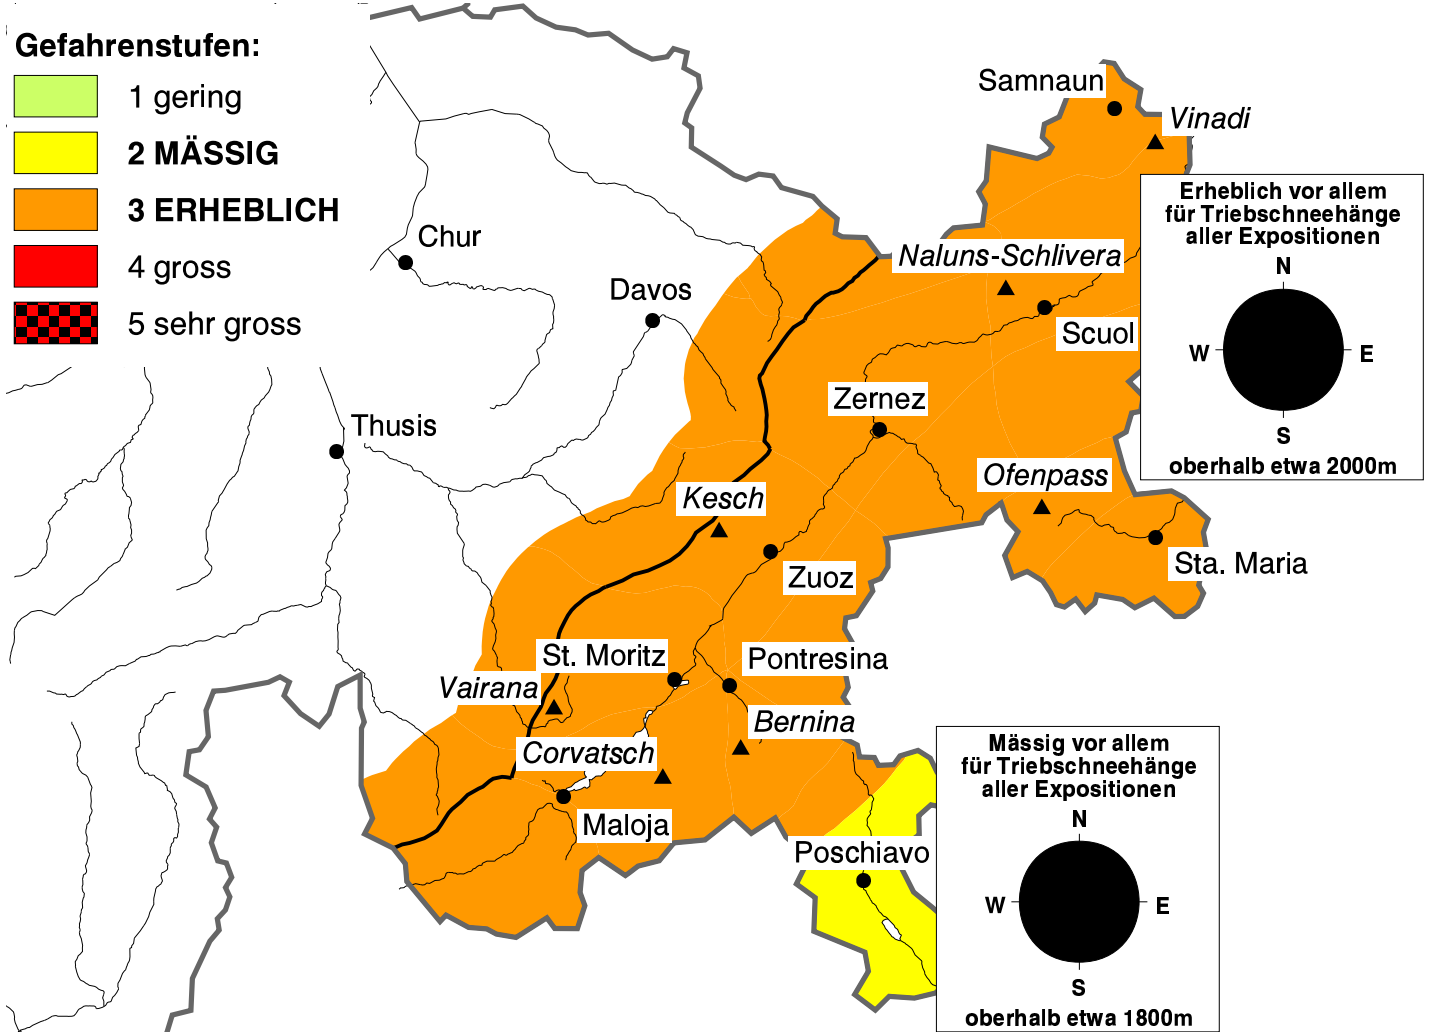 Gefahrenstufen:
1 gering
2 MÄSSIG
3 ERHEBLICH
4 gross
5 sehr gross
Samnaun
Vinadi
Erheblich vor allem
für Triebschneehänge
aller Expositionen
N
W
E
S
oberhalb etwa 2000m
Chur
Naluns-Schlivera
Davos
Scuol
Zernez
Thusis
Ofenpass
Kesch
Sta. Maria
Zuoz
St. Moritz
Pontresina
Vairana
Bernina
Corvatsch
Maloja
Poschiavo
Mässig vor allem
für Triebschneehänge
aller Expositionen
N
W
E
S
oberhalb etwa 1800m